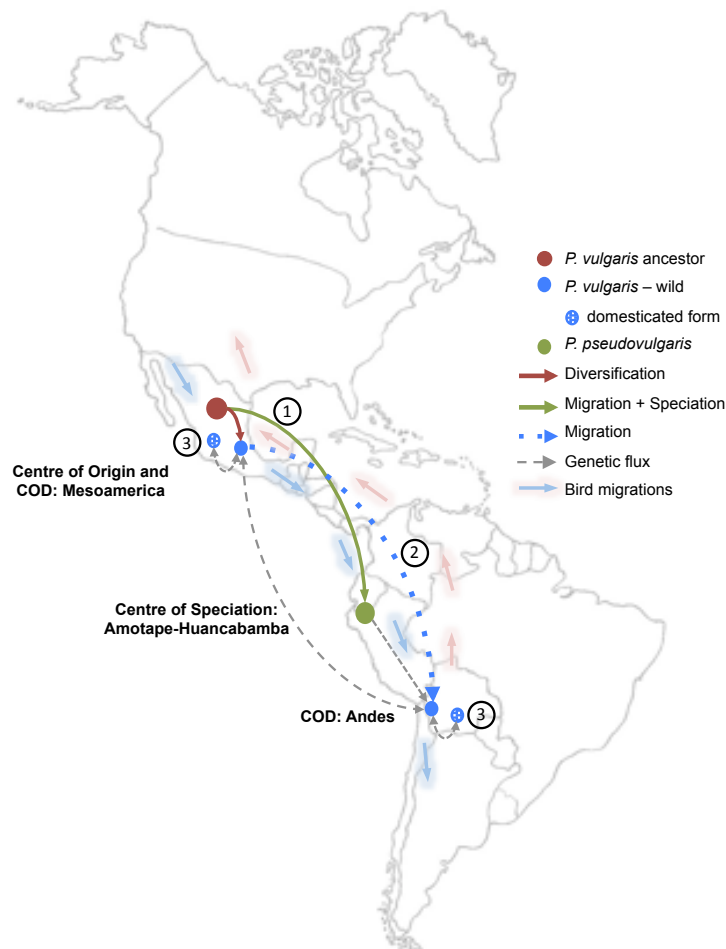 P. vulgaris ancestor
P. vulgaris – wild
domesticated form
P. pseudovulgaris
Diversification
Migration + Speciation
Migration
Genetic flux
Bird migrations
1
3
Centre of Origin and
COD: Mesoamerica
2
Centre of Speciation:
Amotape-Huancabamba
COD: Andes
3